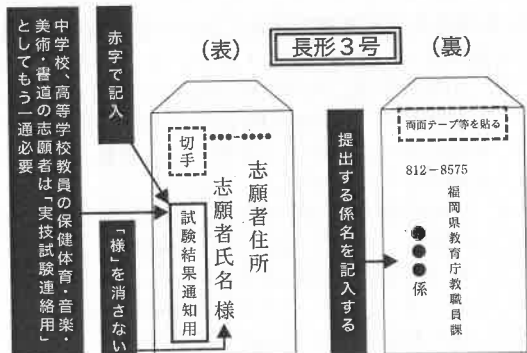 中学校、高等学校教員の保健体育・音楽・
美術・書道の志願者は「実技試験連絡用」
としてもう一通必要
赤字で記入
「様」を消さない
(表)
長形3号
(裏)
切手
志願者住所
志願者氏名 様
試験結果通知用
提出する係名を記入する
両面テープ等を貼る
812-8575
福岡県教育庁教職員課
●●●係